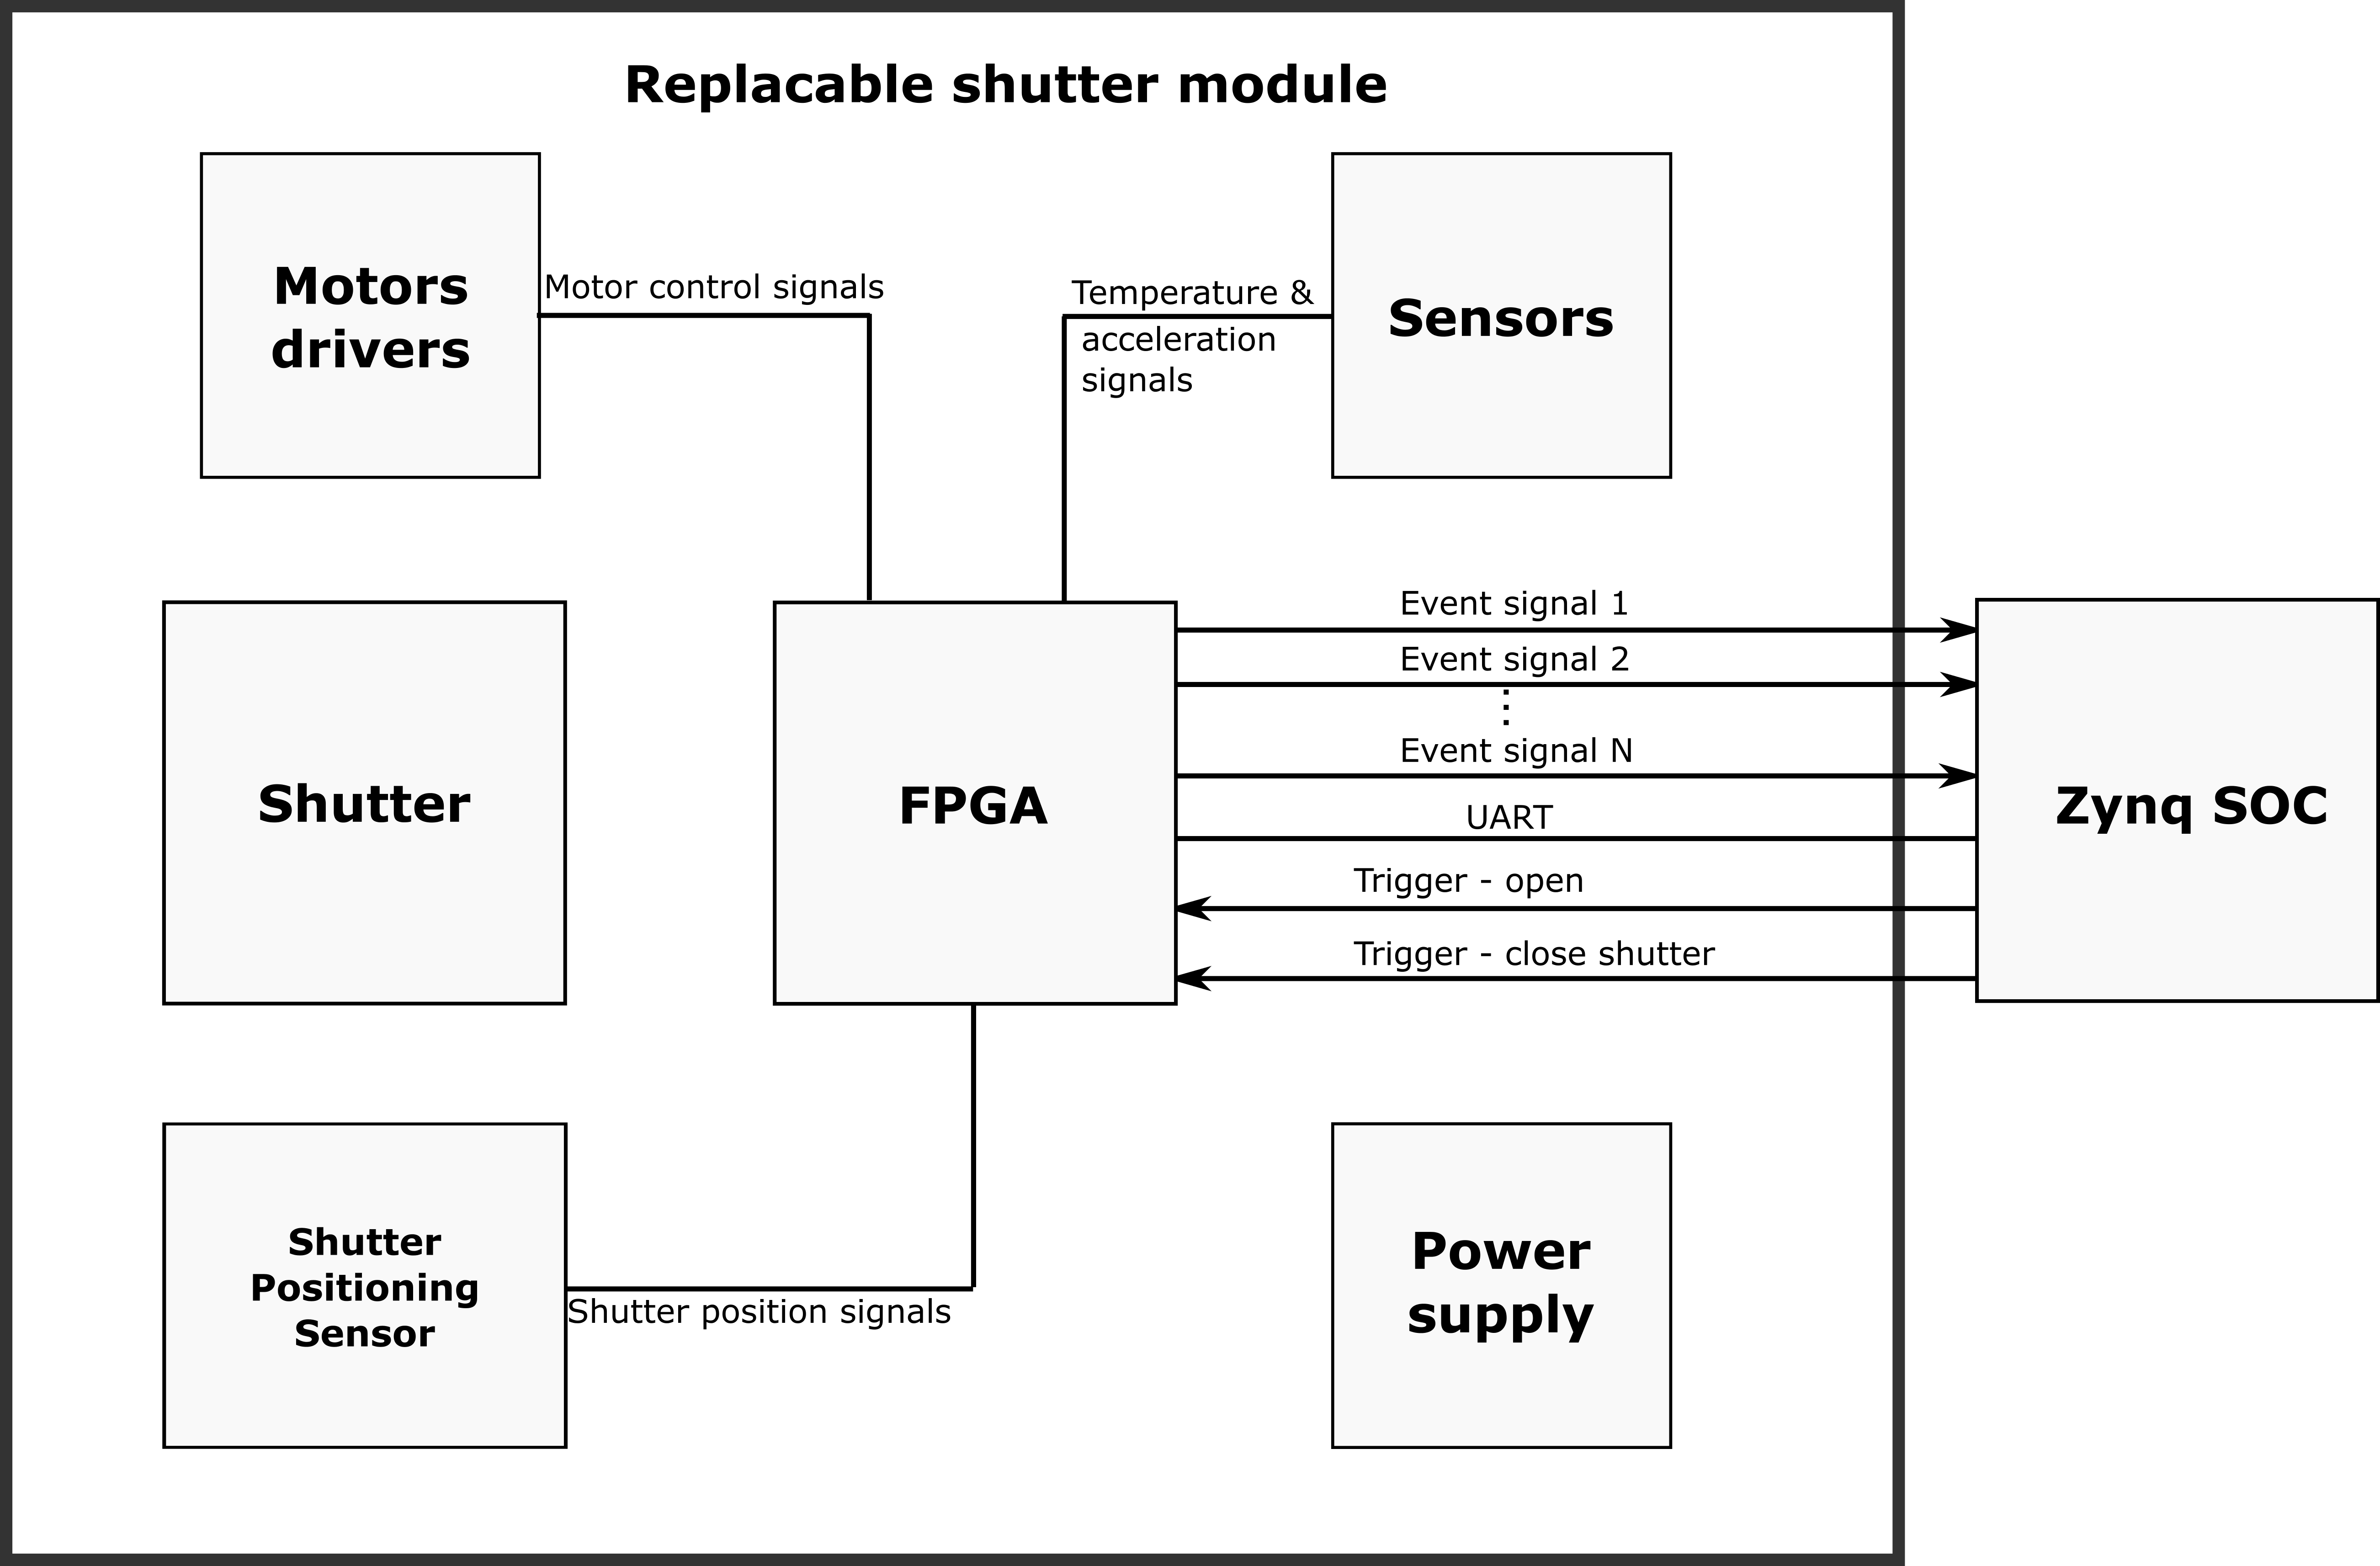 Replacable shutter module
Motors
drivers
Motor control signals
Temperature &
acceleration
signals
Sensors
Shutter
FPGA
Event signal 1
Event signal 2
Event signal N
UART
Trigger - open
Trigger - close shutter
Zynq SOC
Shutter
Positioning
Sensor
Shutter position signals
Power
supply